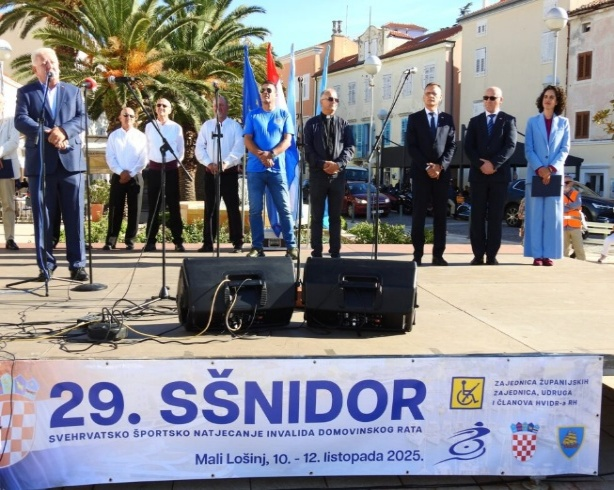 29. SŠNIDOR
SVEHRVATSKO ŠPORTSKO NATJECANJE INVALIDA DOMOVINSKOG RATA
Mali Lošinj, 10. - 12. listopada 2025.
ZAJEDNICA ŽUPANIJSKIH
ZAJEDNICA, UDRUGA
I ČLANOVA HVIDR-a RH